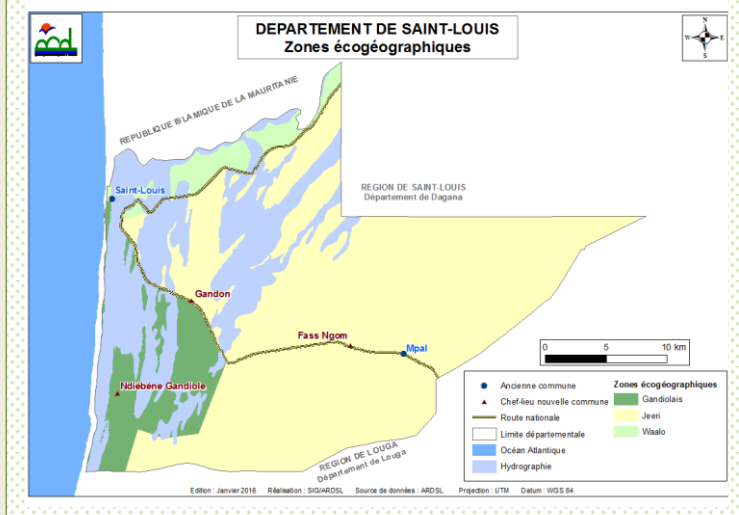 DEPARTEMENT DE SAINT-LOUIS
Zones écogéographiques
N
W
E
S
REPUBLIQUE ISLAMIQUE DE LA MAURITANIE
Saint-Louis
REGION DE SAINT-LOUIS
Département de Dagana
Gandon
Fass Ngom
Mpal
Ndiébène Gandiole
0 5 10 km
Ancienne commune
Chef-lieu nouvelle commune
Route nationale
Limite départementale
Océan Atlantique
Hydrographie
Zones écogéographiques
Gandiolais
Jeeri
Waalo
REGION DE LOUGA
Département de Louga
Edition : Janvier 2016 Réalisation : SIG/ARDSL Source de données : ARDSL Projection : UTM Datum : WGS 84